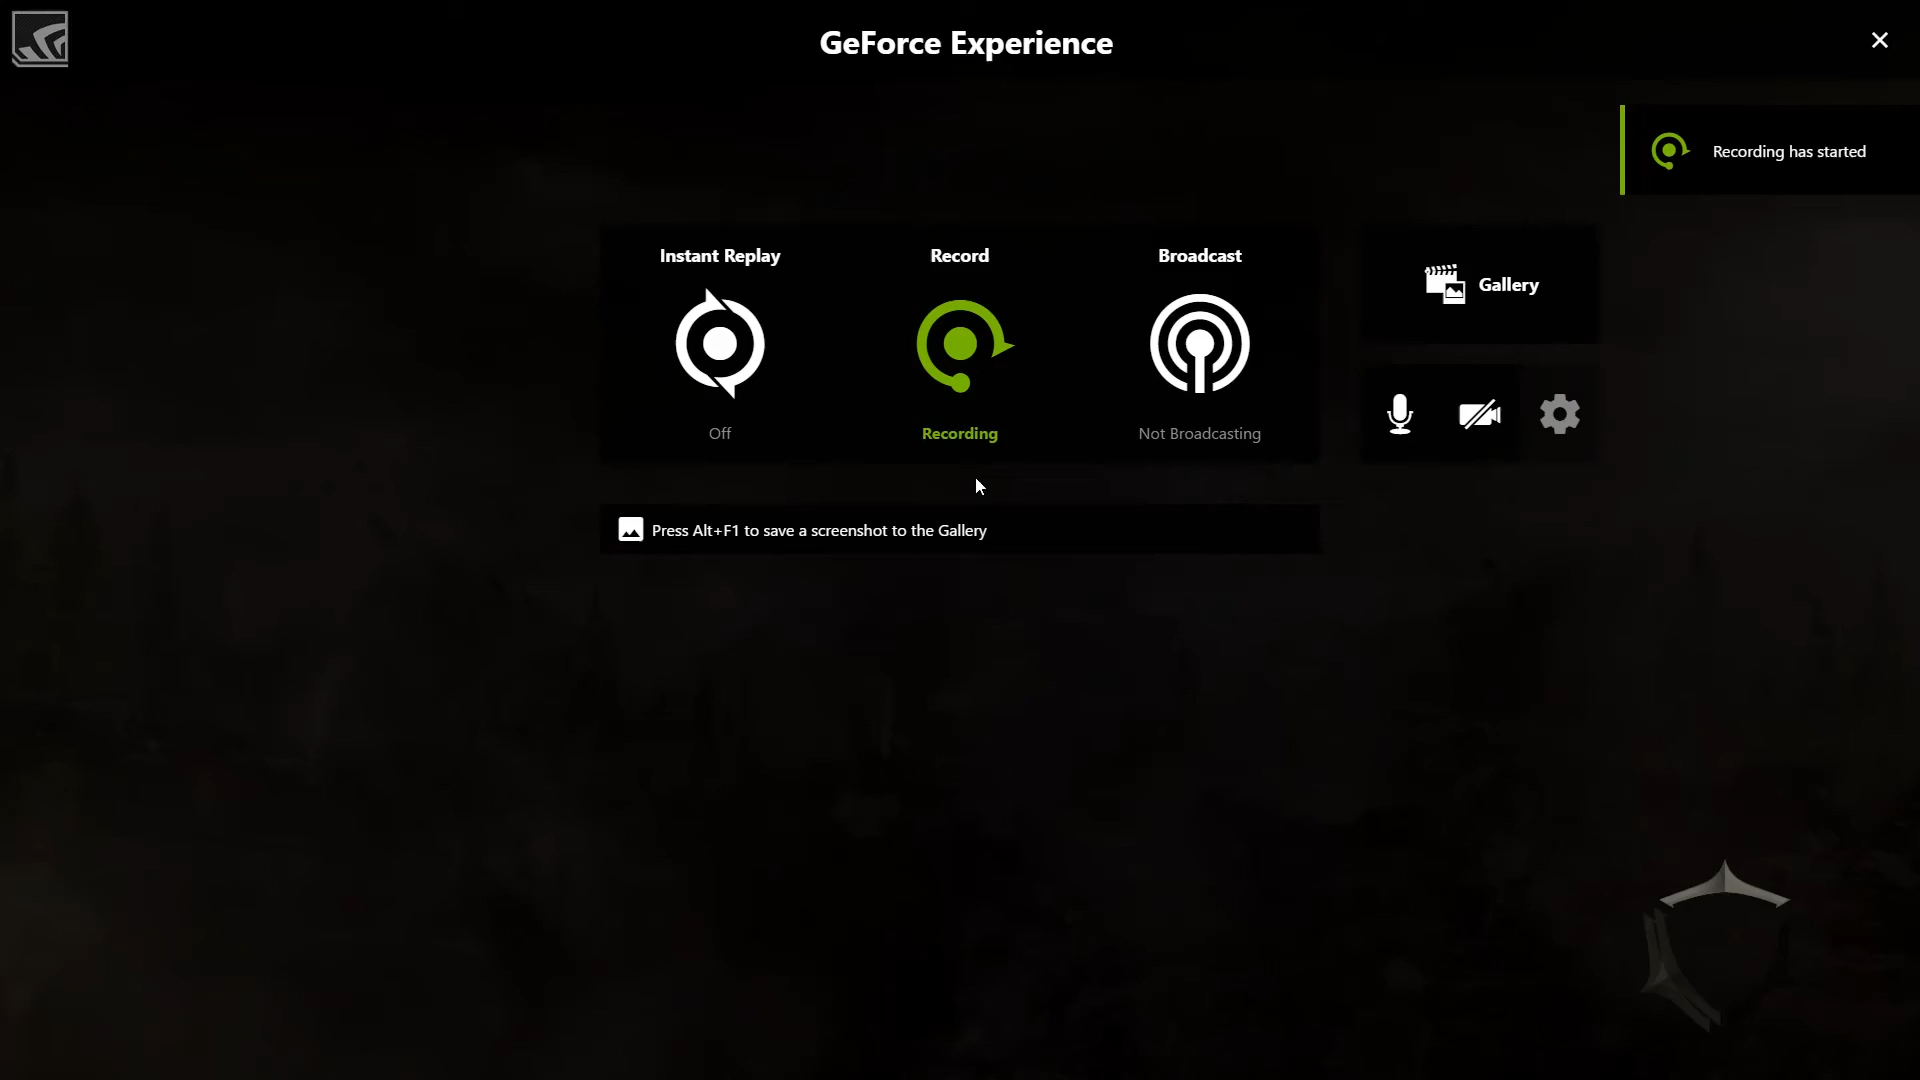 GeForce Experience
Recording has started
Instant Replay
Record
Broadcast
Gallery
Off
Recording
Not Broadcasting
Press Alt+F1 to save a screenshot to the Gallery